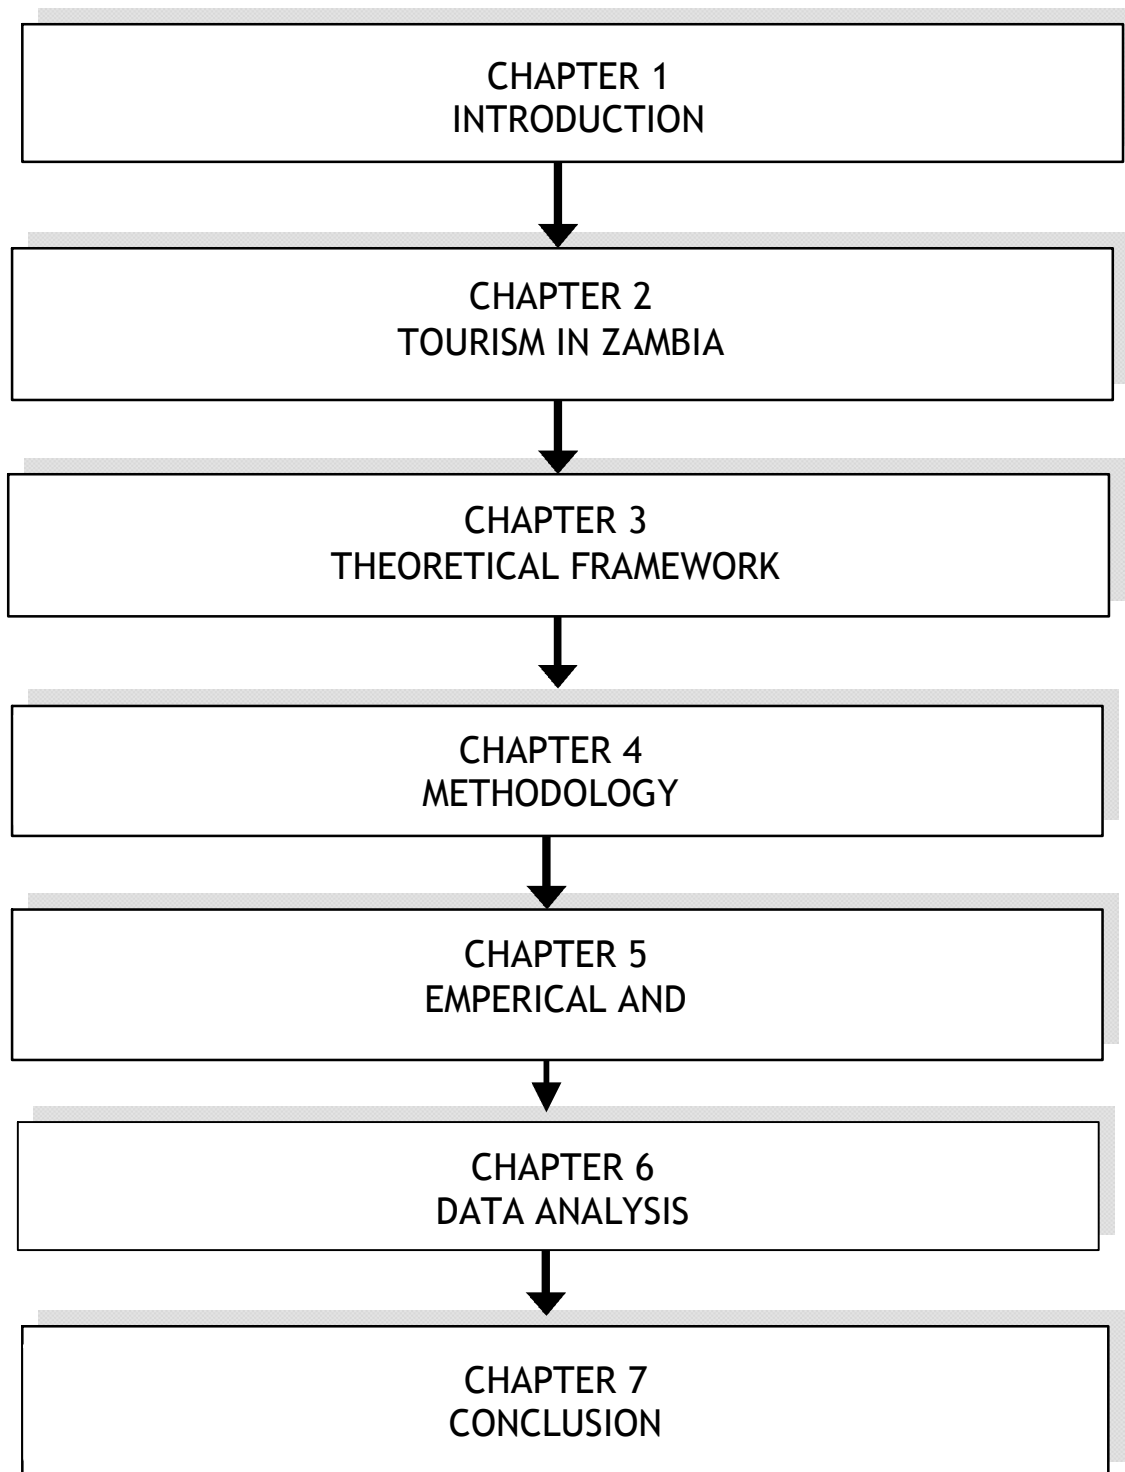 CHAPTER 1
INTRODUCTION
CHAPTER 2
TOURISM IN ZAMBIA
CHAPTER 3
THEORETICAL FRAMEWORK
CHAPTER 4
METHODOLOGY
CHAPTER 5
EMPERICAL AND
CHAPTER 6
DATA ANALYSIS
CHAPTER 7
CONCLUSION